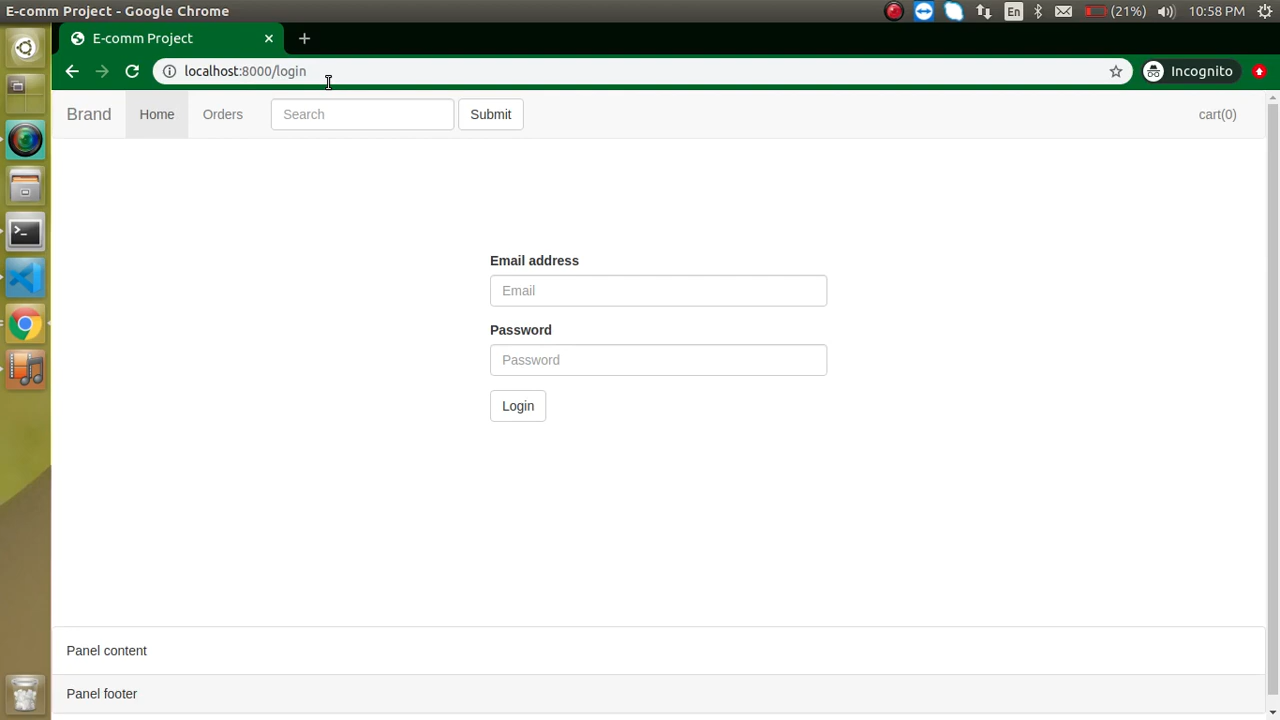 E-comm Project - Google Chrome
En
(21%)
10:58 PM
E-comm Project
localhost:8000/login
Incognito
Brand
Home
Orders
Search
Submit
cart(0)
Email address
Email
Password
Password
Login
Panel content
Panel footer